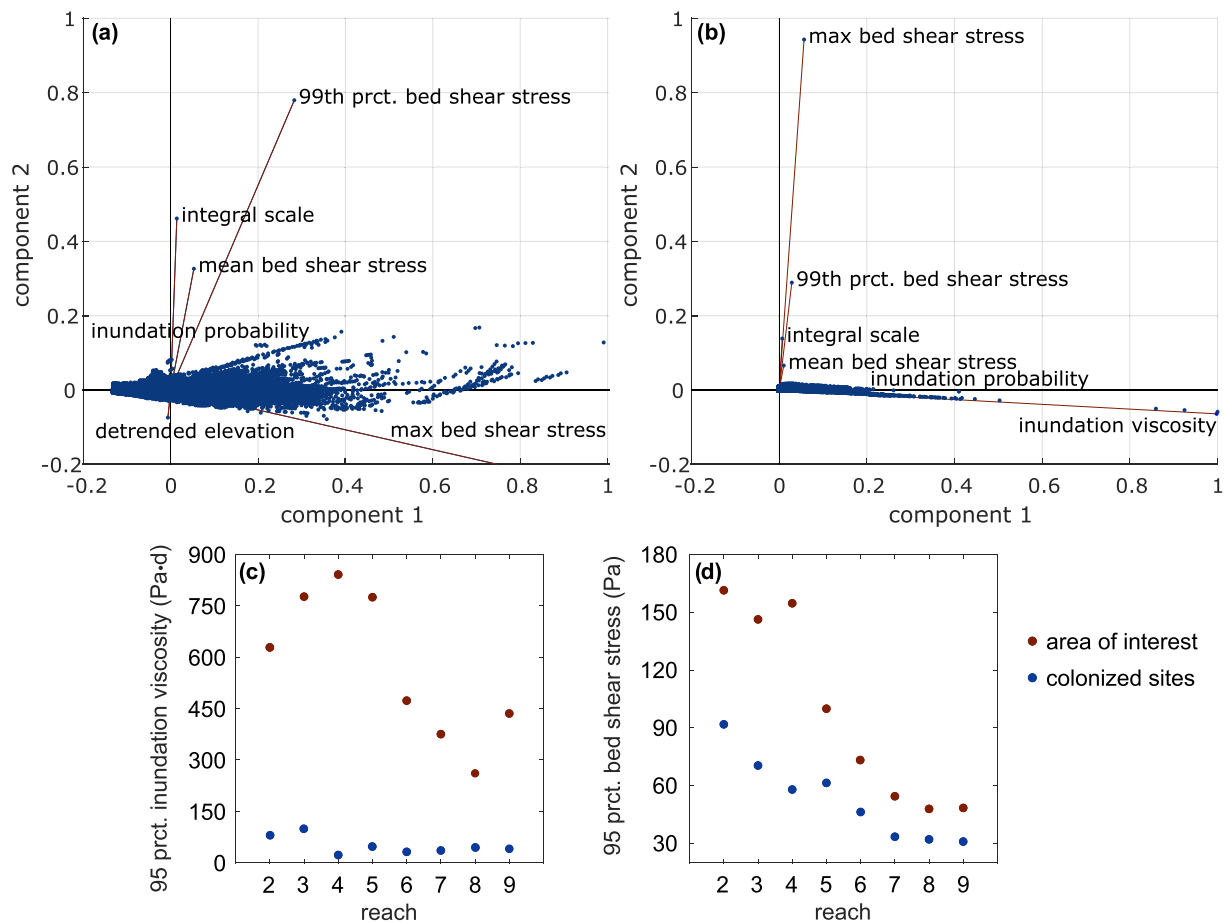 (a)
1
0.8
0.6
0.4
0.2
0
-0.2
component 2
99th prct. bed shear stress
integral scale
mean bed shear stress
inundation probability
detrended elevation
max bed shear stress
-0.2 0 0.2 0.4 0.6 0.8 1
component 1
(b)
1
0.8
0.6
0.4
0.2
0
-0.2
component 2
max bed shear stress
99th prct. bed shear stress
integral scale
mean bed shear stress
inundation probability
inundation viscosity
-0.2 0 0.2 0.4 0.6 0.8 1
component 1
(c)
900
750
600
450
300
150
0
95 prct. inundation viscosity (Pa•d)
2 3 4 5 6 7 8 9
reach
(d)
180
150
120
90
60
30
95 prct. bed shear stress (Pa)
2 3 4 5 6 7 8 9
reach
area of interest
colonized sites